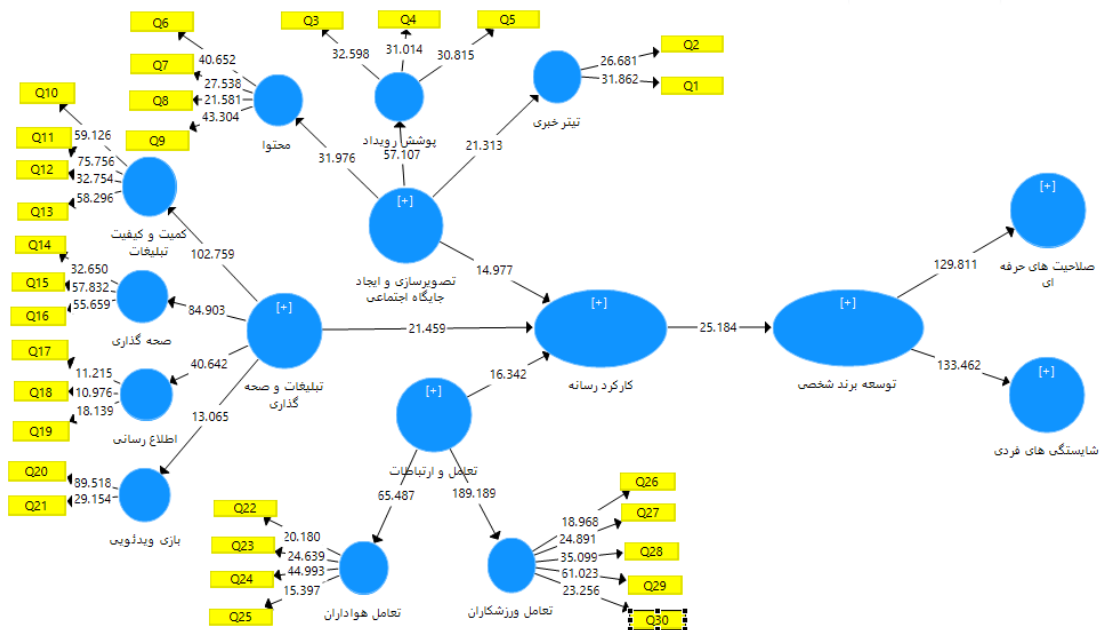 Q6
Q3
Q4
Q5
Q2
Q1
Q7
Q8
Q9
40.652
27.538
21.581
43.304
32.598
31.014
30.815
26.681
31.862
محتوا
پوشش رویداد
تیتر خبری
31.976
57.107
21.313
[+]
تصویرسازی و ایجاد
جایگاه اجتماعی
14.977
Q10
Q11
Q12
Q13
59.126
75.756
32.754
58.296
کمیت و کیفیت
تبلیغات
102.759
Q14
Q15
Q16
32.650
57.832
55.659
صحه گذاری
84.903
Q17
Q18
Q19
11.215
10.976
18.139
اطلاع رسانی
40.642
Q20
Q21
89.518
29.154
بازی ویدئویی
13.065
[+]
تبلیغات و صحه
گذاری
21.459
[+]
کارکرد رسانه
25.184
[+]
توسعه برند شخصی
129.811
133.462
[+]
صلاحیت های حرفه
ای
[+]
شایستگی های فردی
16.342
[+]
تعامل و ارتباطات
65.487
189.189
Q22
Q23
Q24
Q25
20.180
24.639
44.993
15.397
تعامل هواداران
Q26
Q27
Q28
Q29
Q30
18.968
24.891
35.099
61.023
23.256
تعامل ورزشکاران